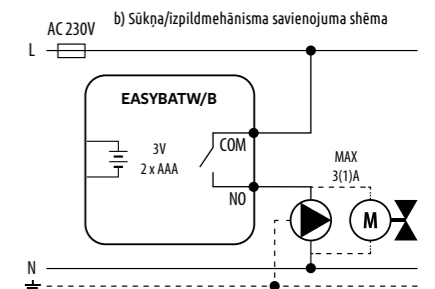 b) Sūkņa/izpildmehānisma savienojuma shēma
AC 230V
L
EASYBATW/B
3V
2 x AAA
COM
NO
MAX
3(1)A
M
N